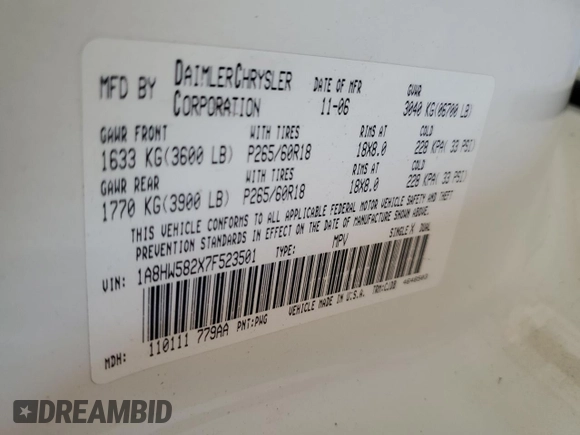 MFD BY DAIMLERCHRYSLER CORPORATION DATE OF MFR 11-06 GVWR 3040 KG(06700 LB)
GAWR FRONT WITH TIRES RIMS AT COLD
1633 KG(3600 LB) P265/60R18 18X8.0 228 KPA( 33 PSI)
GAWR REAR WITH TIRES RIMS AT COLD
1770 KG(3900 LB) P265/60R18 18X8.0 228 KPA( 33 PSI)
THIS VEHICLE CONFORMS TO ALL APPLICABLE FEDERAL MOTOR VEHICLE SAFETY AND THEFT
PREVENTION STANDARDS IN EFFECT ON THE DATE OF MANUFACTURE SHOWN ABOVE.
VIN: 1A8HW582X7F523501 TYPE: MPV SINGLE X DUAL
VEHICLE MADE IN U.S.A.
MDH: 110111 779AA PNT:PWG
DREAMBID